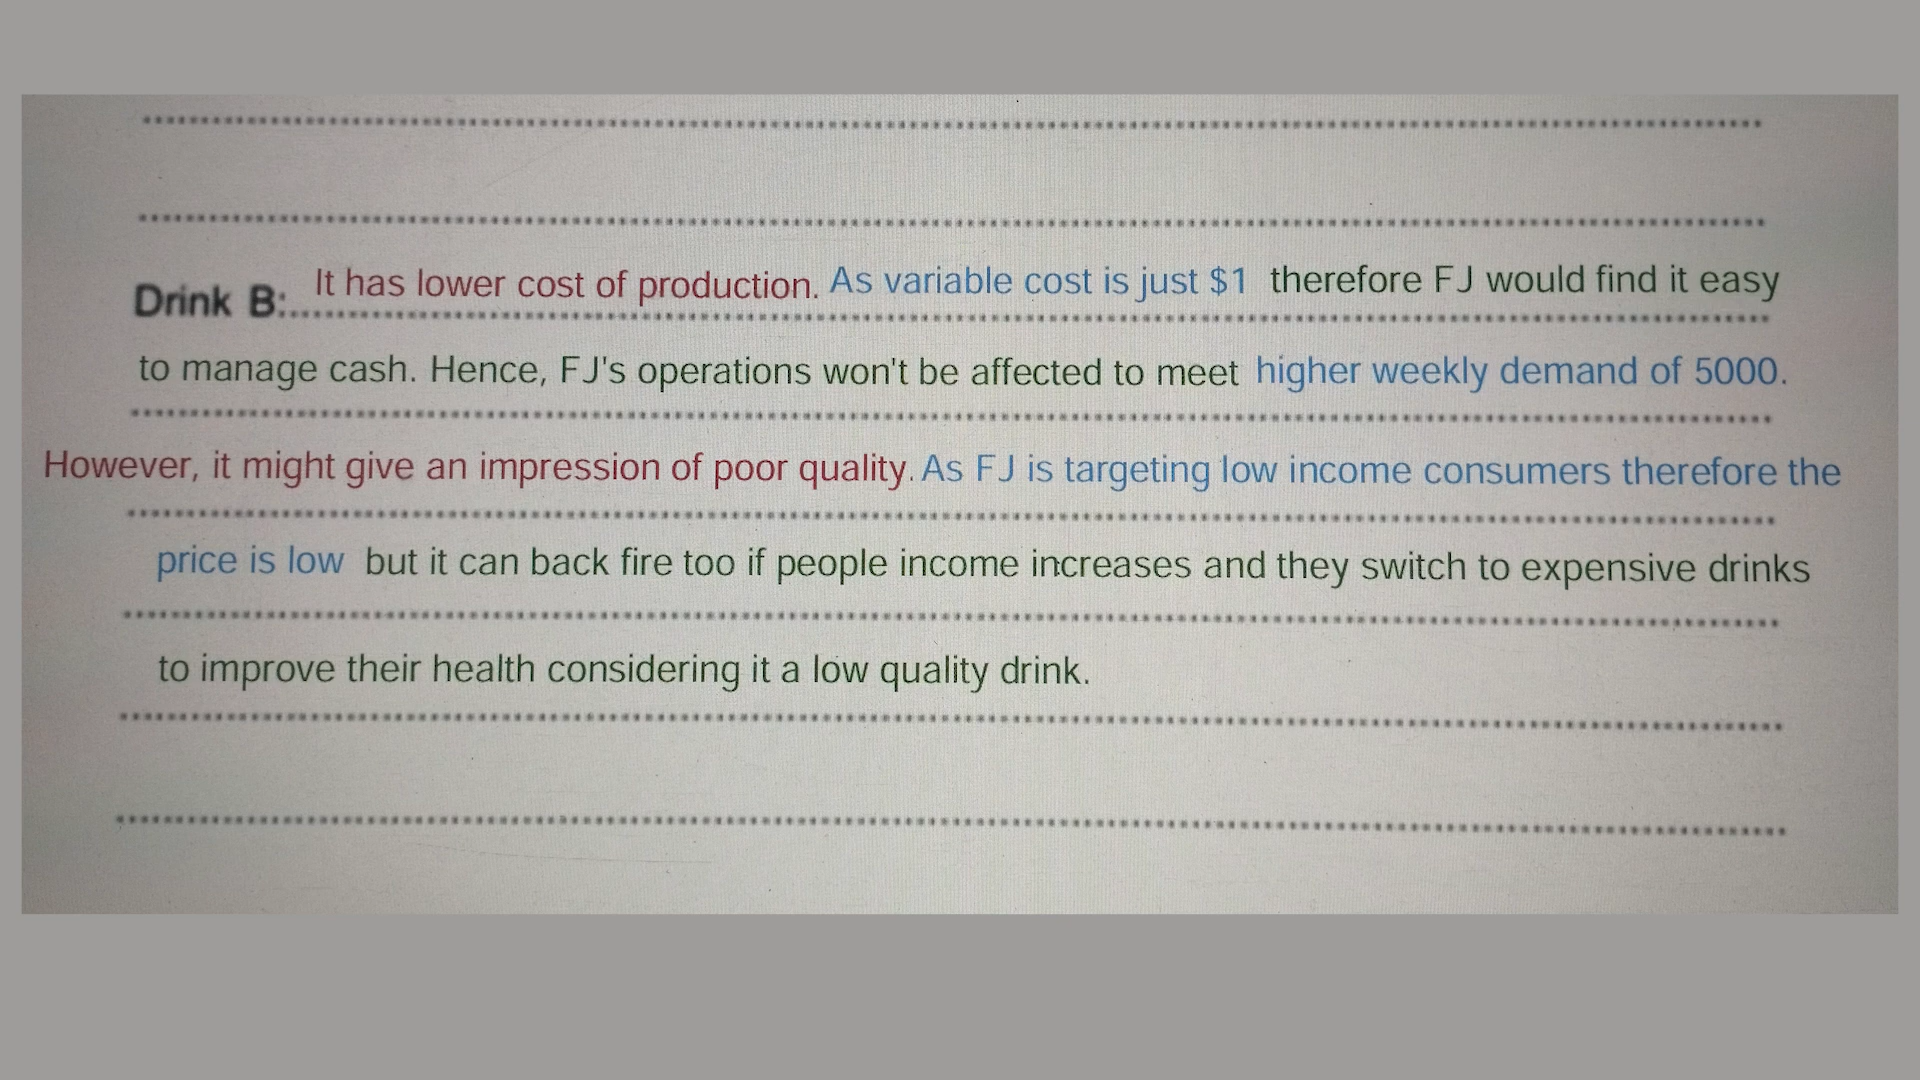 Drink B: It has lower cost of production. As variable cost is just $1 therefore FJ would find it easy
to manage cash. Hence, FJ's operations won't be affected to meet higher weekly demand of 5000.
However, it might give an impression of poor quality. As FJ is targeting low income consumers therefore the
price is low but it can back fire too if people income increases and they switch to expensive drinks
to improve their health considering it a low quality drink.